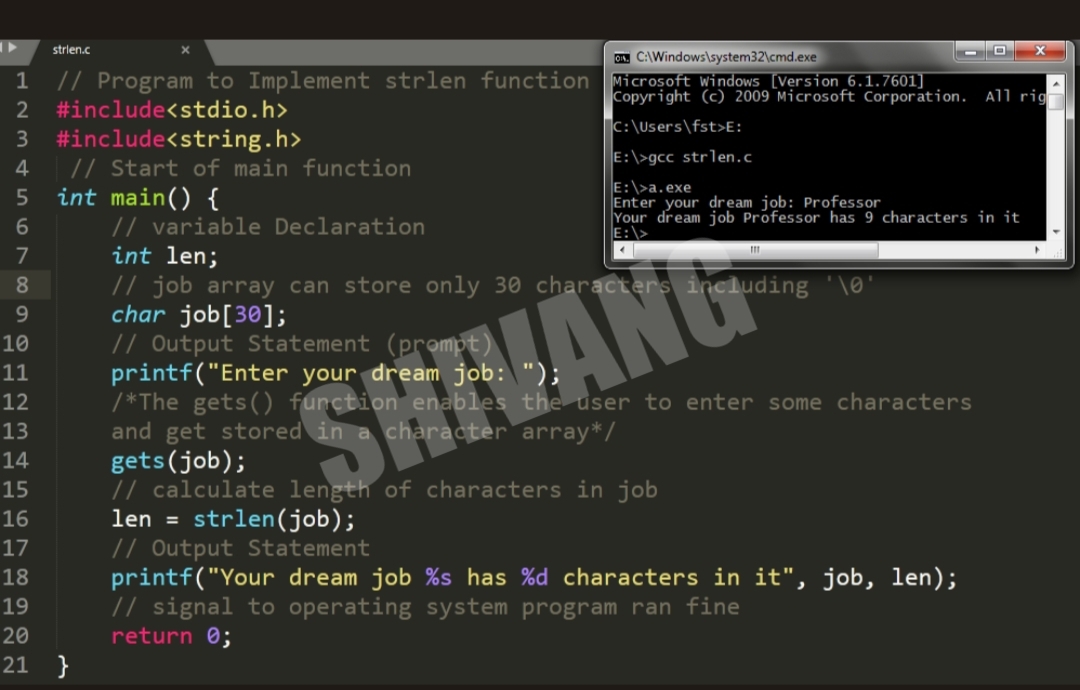 strlen.c
1 // Program to Implement strlen function
2 #include<stdio.h>
3 #include<string.h>
4 // Start of main function
5 int main() {
6 // variable Declaration
7 int len;
8 // job array can store only 30 characters including '\0'
9 char job[30];
10 // Output Statement (prompt)
11 printf("Enter your dream job: ");
12 /*The gets() function enables the user to enter some characters
13 and get stored in a character array*/
14 gets(job);
15 // calculate length of characters in job
16 len = strlen(job);
17 // Output Statement
18 printf("Your dream job %s has %d characters in it", job, len);
19 // signal to operating system program ran fine
20 return 0;
21 }
C:\Windows\system32\cmd.exe
Microsoft Windows [Version 6.1.7601]
Copyright (c) 2009 Microsoft Corporation. All rig
C:\Users\fst>E:
E:\>gcc strlen.c
E:\>a.exe
Enter your dream job: Professor
Your dream job Professor has 9 characters in it
E:\>
SHIVANG